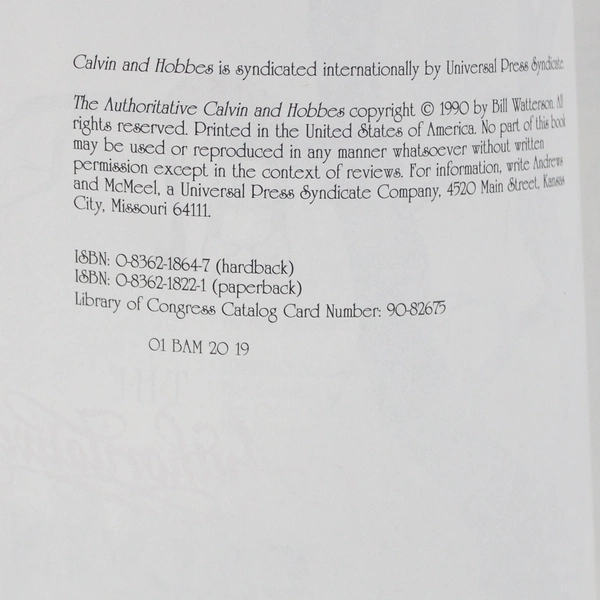 Calvin and Hobbes is syndicated internationally by Universal Press Syndicate.
The Authoritative Calvin and Hobbes copyright © 1990 by Bill Watterson. All
rights reserved. Printed in the United States of America. No part of this book
may be used or reproduced in any manner whatsoever without written
permission except in the context of reviews. For information, write Andrews
and McMeel, a Universal Press Syndicate Company, 4520 Main Street, Kansas
City, Missouri 64111.
ISBN: 0-8362-1864-7 (hardback)
ISBN: 0-8362-1822-1 (paperback)
Library of Congress Catalog Card Number: 90-82675
01 BAM 20 19